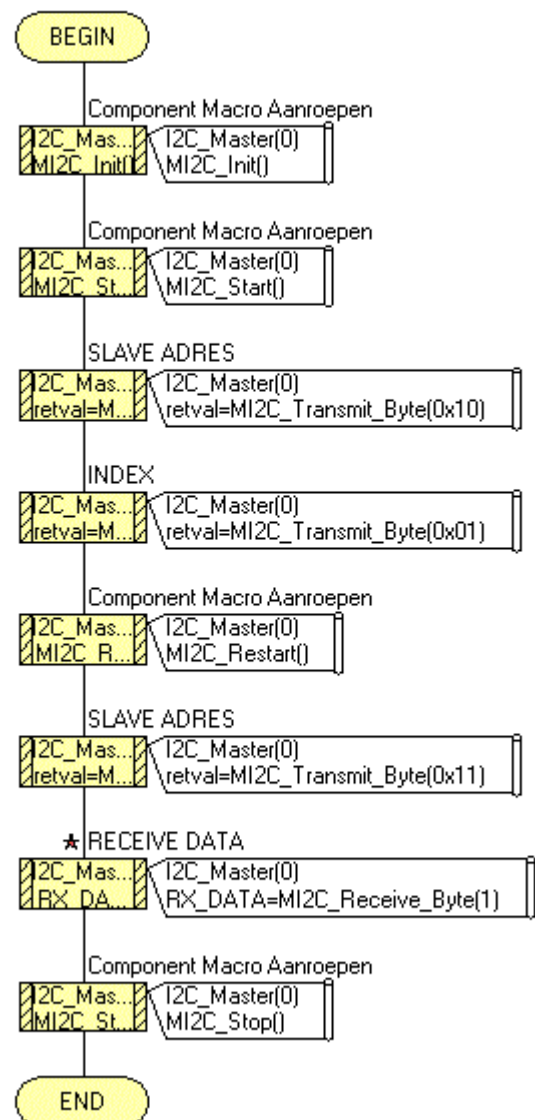 BEGIN
Component Macro Aanroepen
I2C_Mas...
MI2C_Init()
I2C_Master(0)
MI2C_Init()
Component Macro Aanroepen
I2C_Mas...
MI2C_St...
I2C_Master(0)
MI2C_Start()
SLAVE ADRES
I2C_Mas...
retval=M...
I2C_Master(0)
retval=MI2C_Transmit_Byte(0x10)
INDEX
I2C_Mas...
retval=M...
I2C_Master(0)
retval=MI2C_Transmit_Byte(0x01)
Component Macro Aanroepen
I2C_Mas...
MI2C_R...
I2C_Master(0)
MI2C_Restart()
SLAVE ADRES
I2C_Mas...
retval=M...
I2C_Master(0)
retval=MI2C_Transmit_Byte(0x11)
RECEIVE DATA
I2C_Mas...
RX_DA...
I2C_Master(0)
RX_DATA=MI2C_Receive_Byte(1)
Component Macro Aanroepen
I2C_Mas...
MI2C_St...
I2C_Master(0)
MI2C_Stop()
END